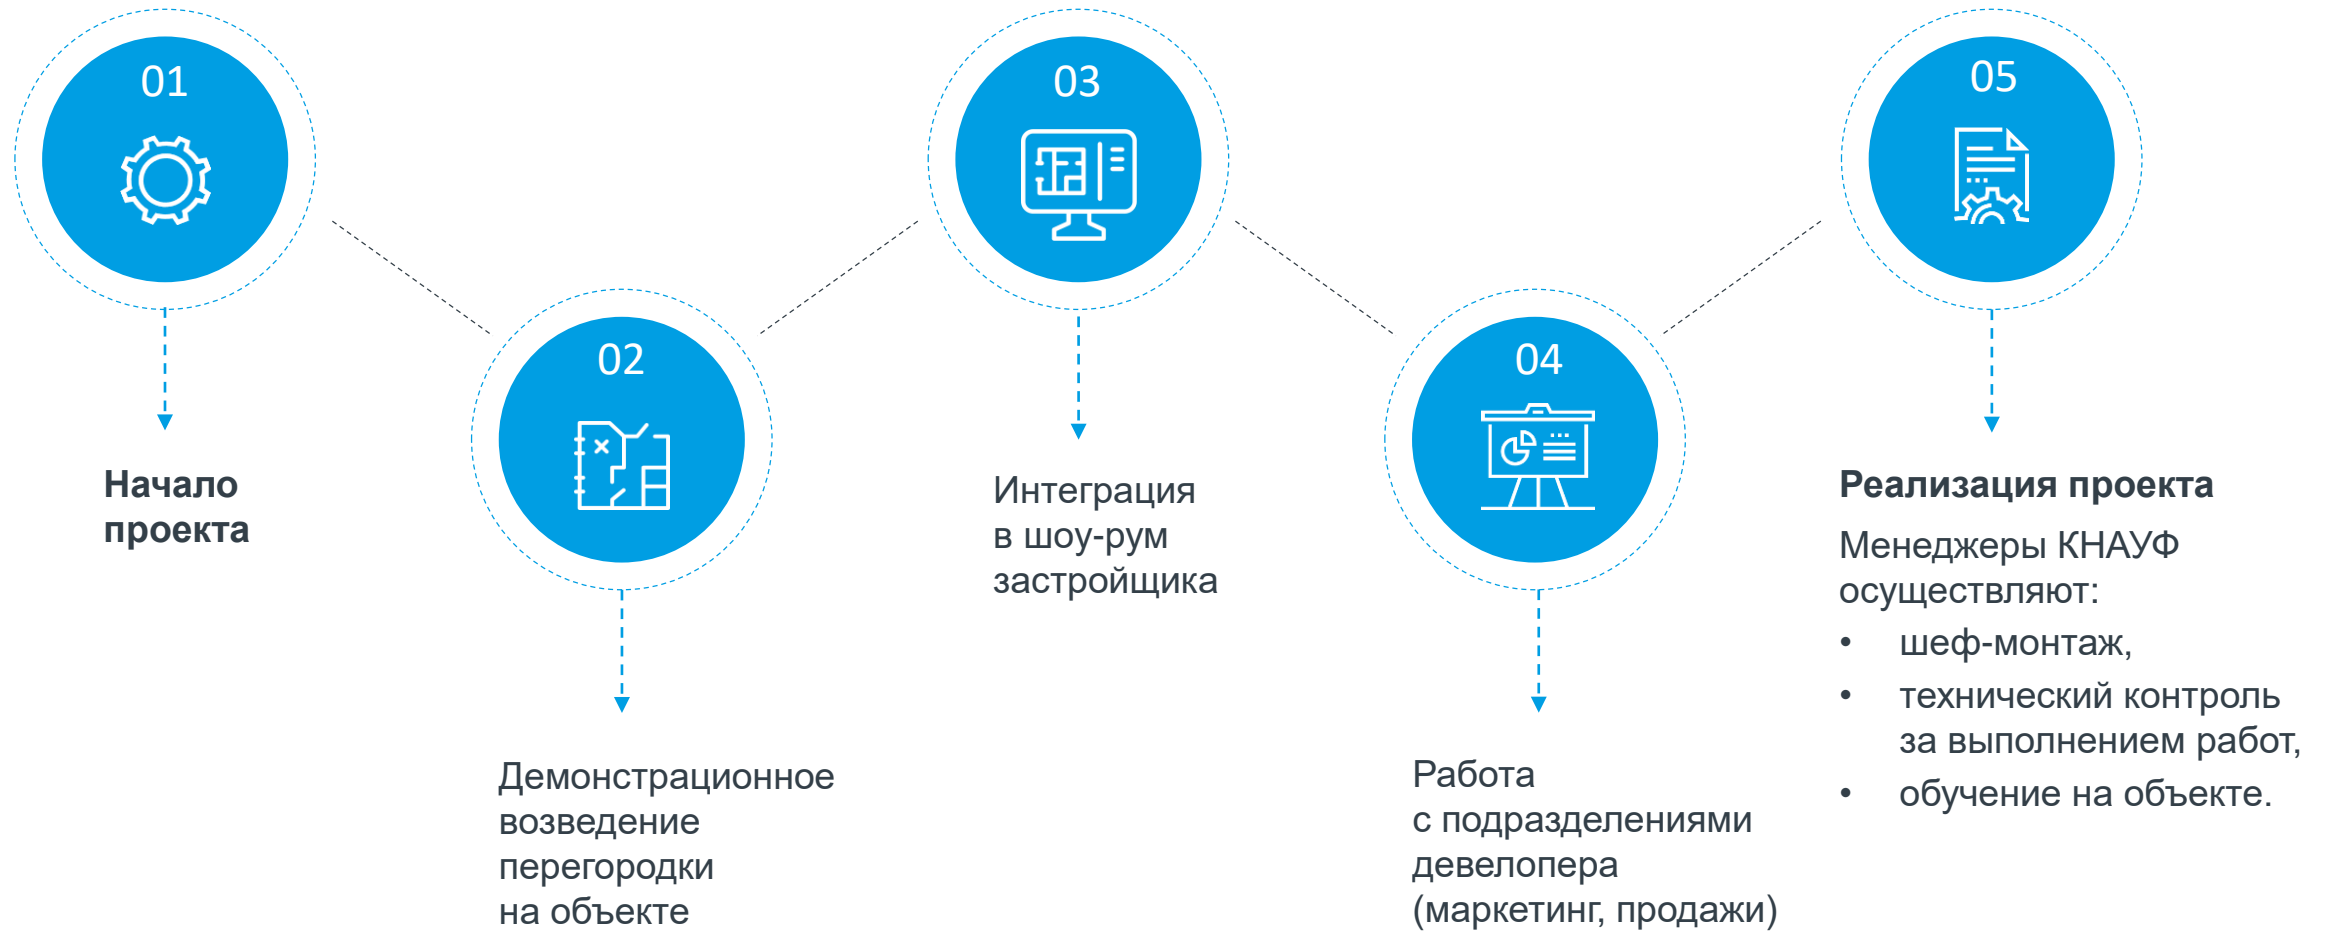 01
Начало
проекта
02
Демонстрационное
возведение
перегородки
на объекте
03
Интеграция
в шоу-рум
застройщика
04
Работа
с подразделениями
девелопера
(маркетинг, продажи)
05
Реализация проекта
Менеджеры КНАУФ
осуществляют:
• шеф-монтаж,
• технический контроль
за выполнением работ,
• обучение на объекте.